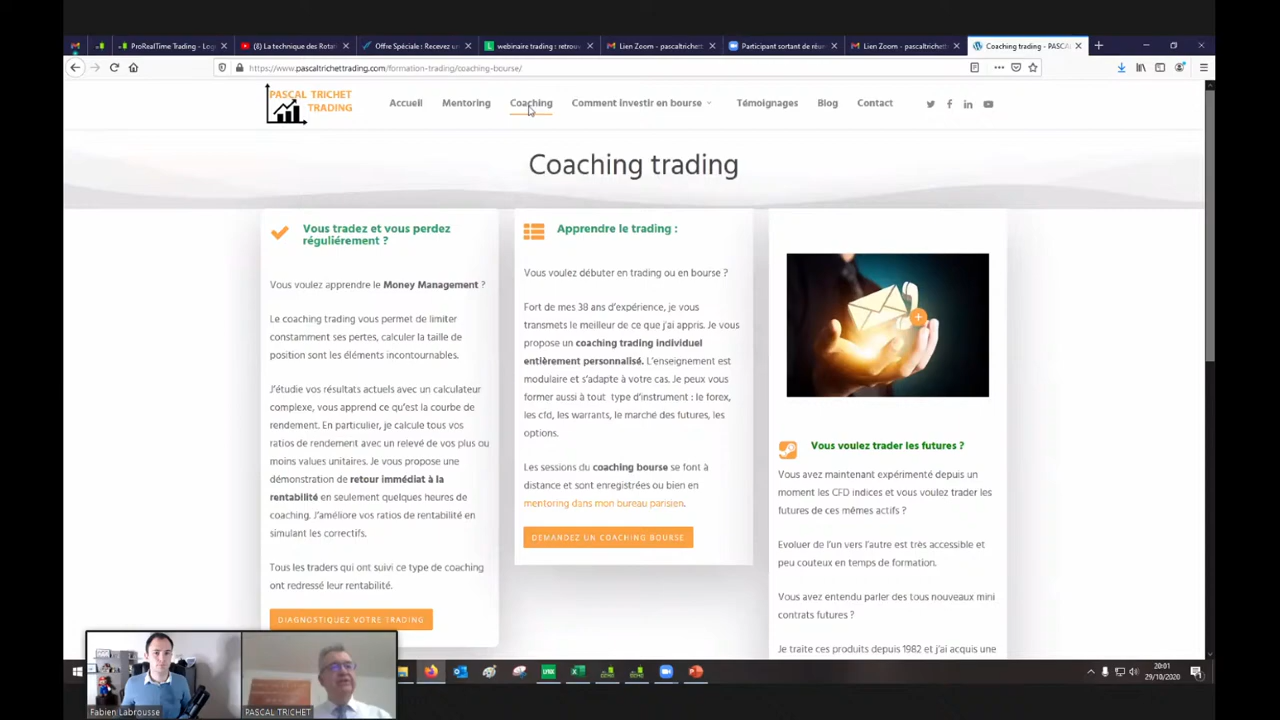 ProRealTime Trading - Log
(8) La technique des Rotat
Offre Spéciale : Recevez u
webinaire trading : retrouv
Lien Zoom - pascaltrichett
Participant sortant de réu
Lien Zoom - pascaltrichett
Coaching trading - PASCA
https://www.pascaltrichettrading.com/formation-trading/coaching-bourse/
PASCAL TRICHET
TRADING
Accueil
Mentoring
Coaching
Comment investir en bourse
Témoignages
Blog
Contact
Coaching trading
Vous tradez et vous perdez
réguliérement ?
Vous voulez apprendre le Money Management ?
Le coaching trading vous permet de limiter
constamment ses pertes, calculer la taille de
position sont les éléments incontournables.
J'étudie vos résultats actuels avec un calculateur
complexe, vous apprend ce qu'est la courbe de
rendement. En particulier, je calcule tous vos
ratios de rendement avec un relevé de vos plus ou
moins values unitaires. Je vous propose une
démonstration de retour immédiat à la
rentabilité en seulement quelques heures de
coaching. J'améliore vos ratios de rentabilité en
simulant les correctifs.
Tous les traders qui ont suivi ce type de coaching
ont redressé leur rentabilité.
DIAGNOSTIQUEZ VOTRE TRADING
Apprendre le trading :
Vous voulez débuter en trading ou en bourse ?
Fort de mes 38 ans d'expérience, je vous
transmets le meilleur de ce que j'ai appris. Je vous
propose un coaching trading individuel
entièrement personnalisé. L'enseignement est
modulaire et s'adapte à votre cas. Je peux vous
former aussi à tout type d'instrument : le forex,
les cfd, les warrants, le marché des futures, les
options.
Les sessions du coaching bourse se font à
distance et sont enregistrées ou bien en
mentoring dans mon bureau parisien.
DEMANDEZ UN COACHING BOURSE
Vous voulez trader les futures ?
Vous avez maintenant expérimenté depuis un
moment les CFD indices et vous voulez trader les
futures de ces mêmes actifs ?
Evoluer de l'un vers l'autre est très accessible et
peu couteux en temps de formation.
Vous avez entendu parler des tous nouveaux mini
contrats futures ?
Je traite ces produits depuis 1982 et j'ai acquis une
Fabien Labrousse
PASCAL TRICHET
LYNX
20:01
29/10/2020